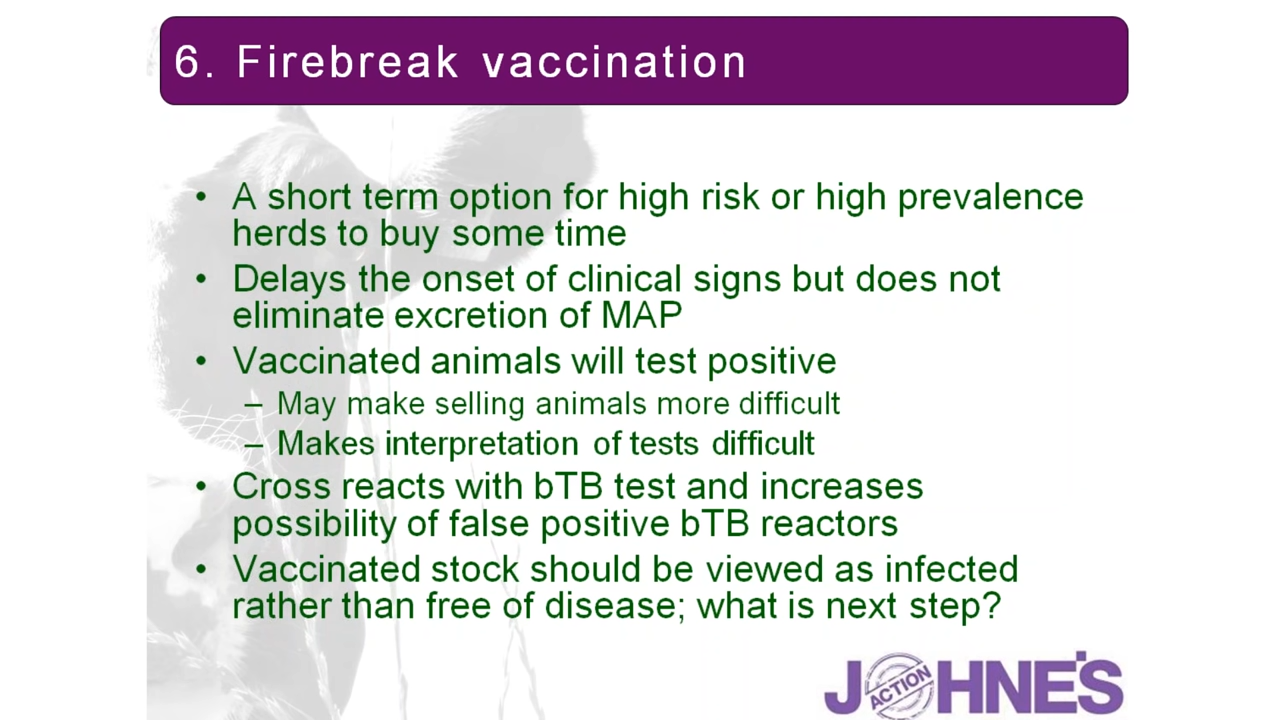 6. Firebreak vaccination
• A short term option for high risk or high prevalence
herds to buy some time
• Delays the onset of clinical signs but does not
eliminate excretion of MAP
• Vaccinated animals will test positive
– May make selling animals more difficult
– Makes interpretation of tests difficult
• Cross reacts with bTB test and increases
possibility of false positive bTB reactors
• Vaccinated stock should be viewed as infected
rather than free of disease; what is next step?
ACTION
JOHNE'S